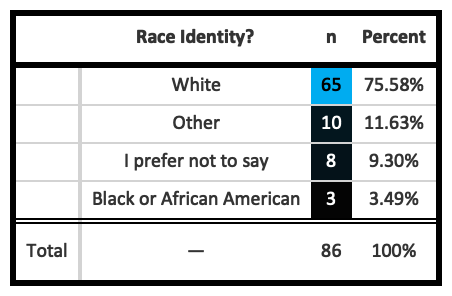 Race Identity? n Percent
White 65 75.58%
Other 10 11.63%
I prefer not to say 8 9.30%
Black or African American 3 3.49%
Total — 86 100%